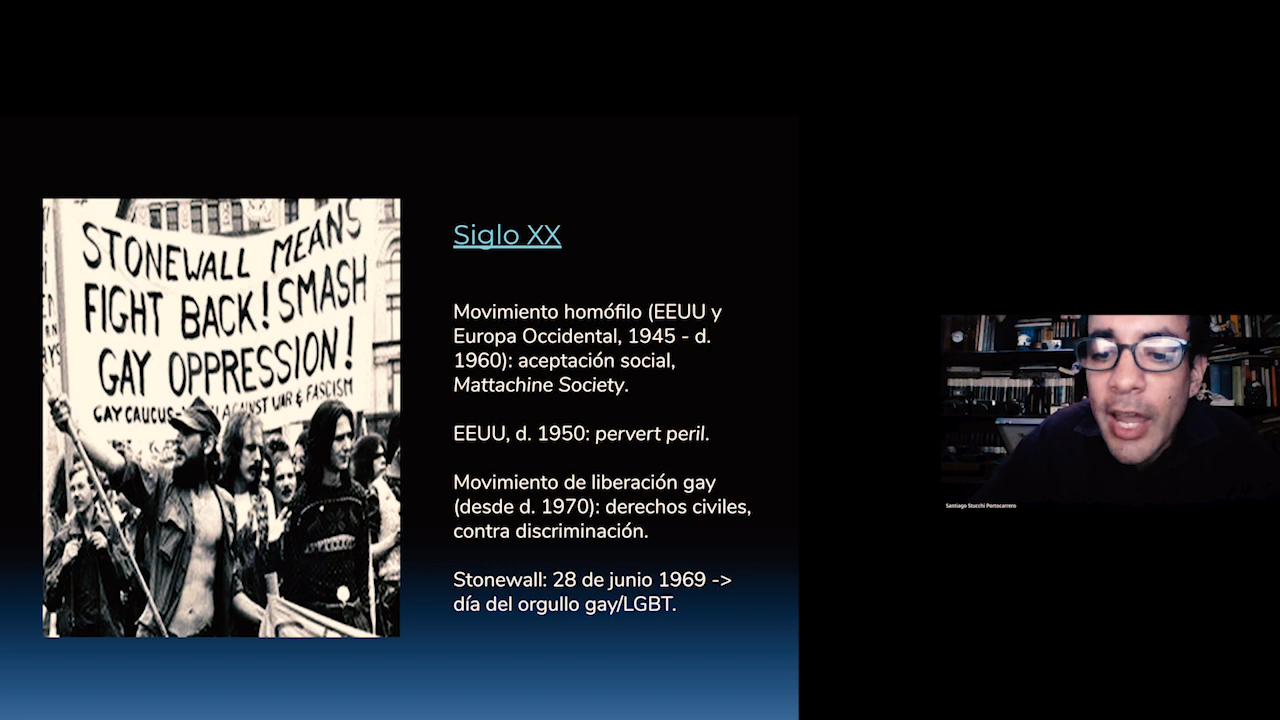 STONEWALL MEANS
FIGHT BACK! SMASH
GAY OPPRESSION!
GAY CAUCUS- AGAINST WAR & FASCISM
Siglo XX
Movimiento homófilo (EEUU y
Europa Occidental, 1945 - d.
1960): aceptación social,
Mattachine Society.
EEUU, d. 1950: pervert peril.
Movimiento de liberación gay
(desde d. 1970): derechos civiles,
contra discriminación.
Stonewall: 28 de junio 1969 ->
día del orgullo gay/LGBT.
Santiago Stucchi Portocarrero